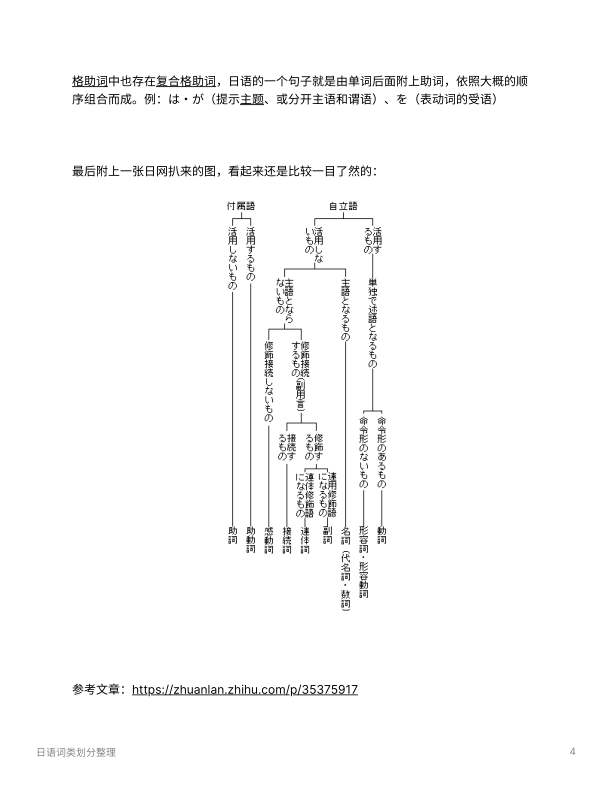 格助词中也存在复合格助词，日语的一个句子就是由单词后面附上助词，依照大概的顺
序组合而成。例：は・が（提示主题、或分开主语和谓语）、を（表动词的受语）
最后附上一张日网扒来的图，看起来还是比较一目了然的：
自立語
付属語
活用す
るもの
活用しな
いもの
活用するもの
活用しないもの
単独で述語となるもの
主語となるもの
主語となら
ないもの
修飾接続
するもの(副用言)
修飾接続しないもの
命令形のあるもの
命令形のないもの
修飾す
るもの
接続す
るもの
連用修飾語
になるもの
連体修飾語
になるもの
動詞
形容詞・形容動詞
名詞（代名詞・数詞）
副詞
連体詞
接続詞
感動詞
助動詞
助詞
参考文章：https://zhuanlan.zhihu.com/p/35375917
日语词类划分整理
4